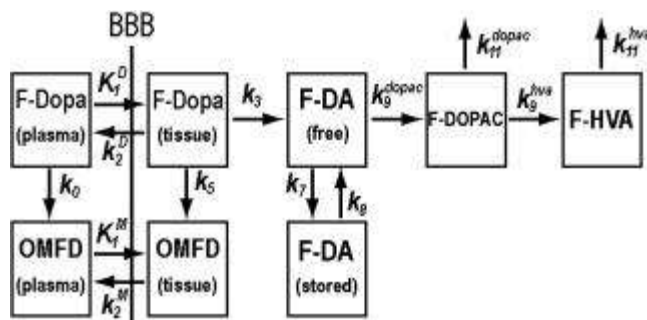 BBB
k₁₁ᵈᵒᵖᵃᶜ
k₁₁ʰᵛᵃ
F-Dopa
(plasma)
K₁ᴰ
k₂ᴰ
F-Dopa
(tissue)
k₃
F-DA
(free)
k₉ᵈᵒᵖᵃᶜ
F-DOPAC
k₉ʰᵛᵃ
F-HVA
k₀
k₅
k₇
OMFD
(plasma)
K₁ᴹ
k₂ᴹ
OMFD
(tissue)
F-DA
(stored)